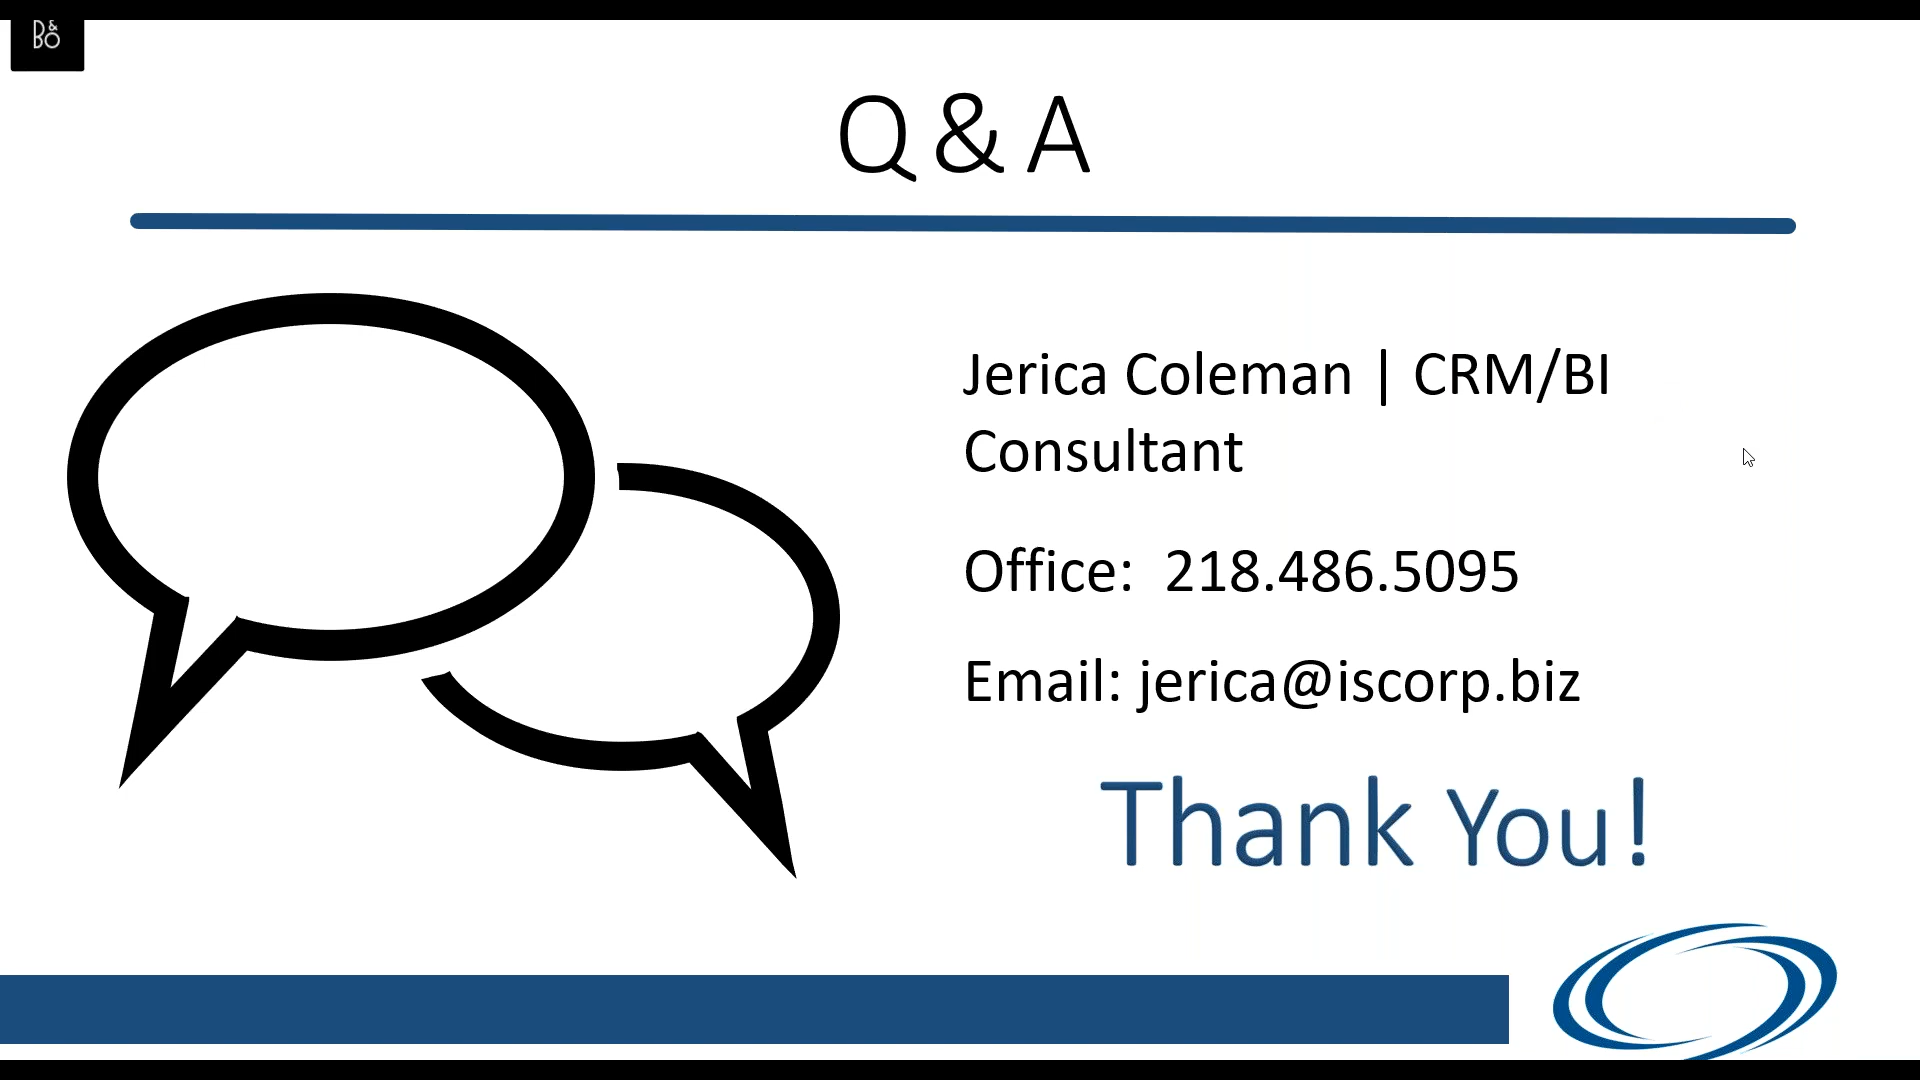 B&O
Q & A
Jerica Coleman | CRM/BI
Consultant
Office:  218.486.5095
Email: jerica@iscorp.biz
Thank You!